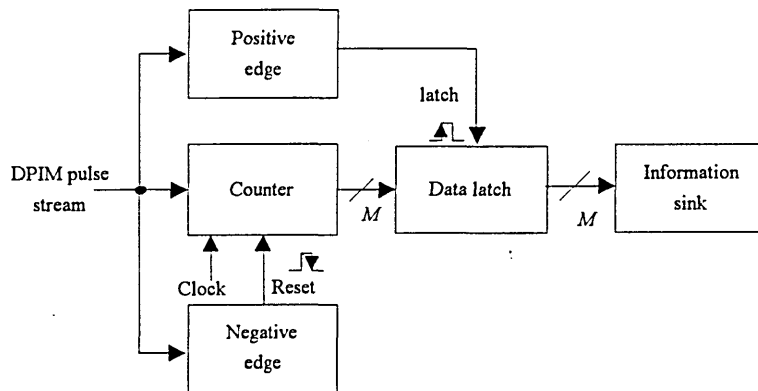 Positive
edge
latch
DPIM pulse
stream
Counter
M
Data latch
M
Information
sink
Clock
Reset
Negative
edge